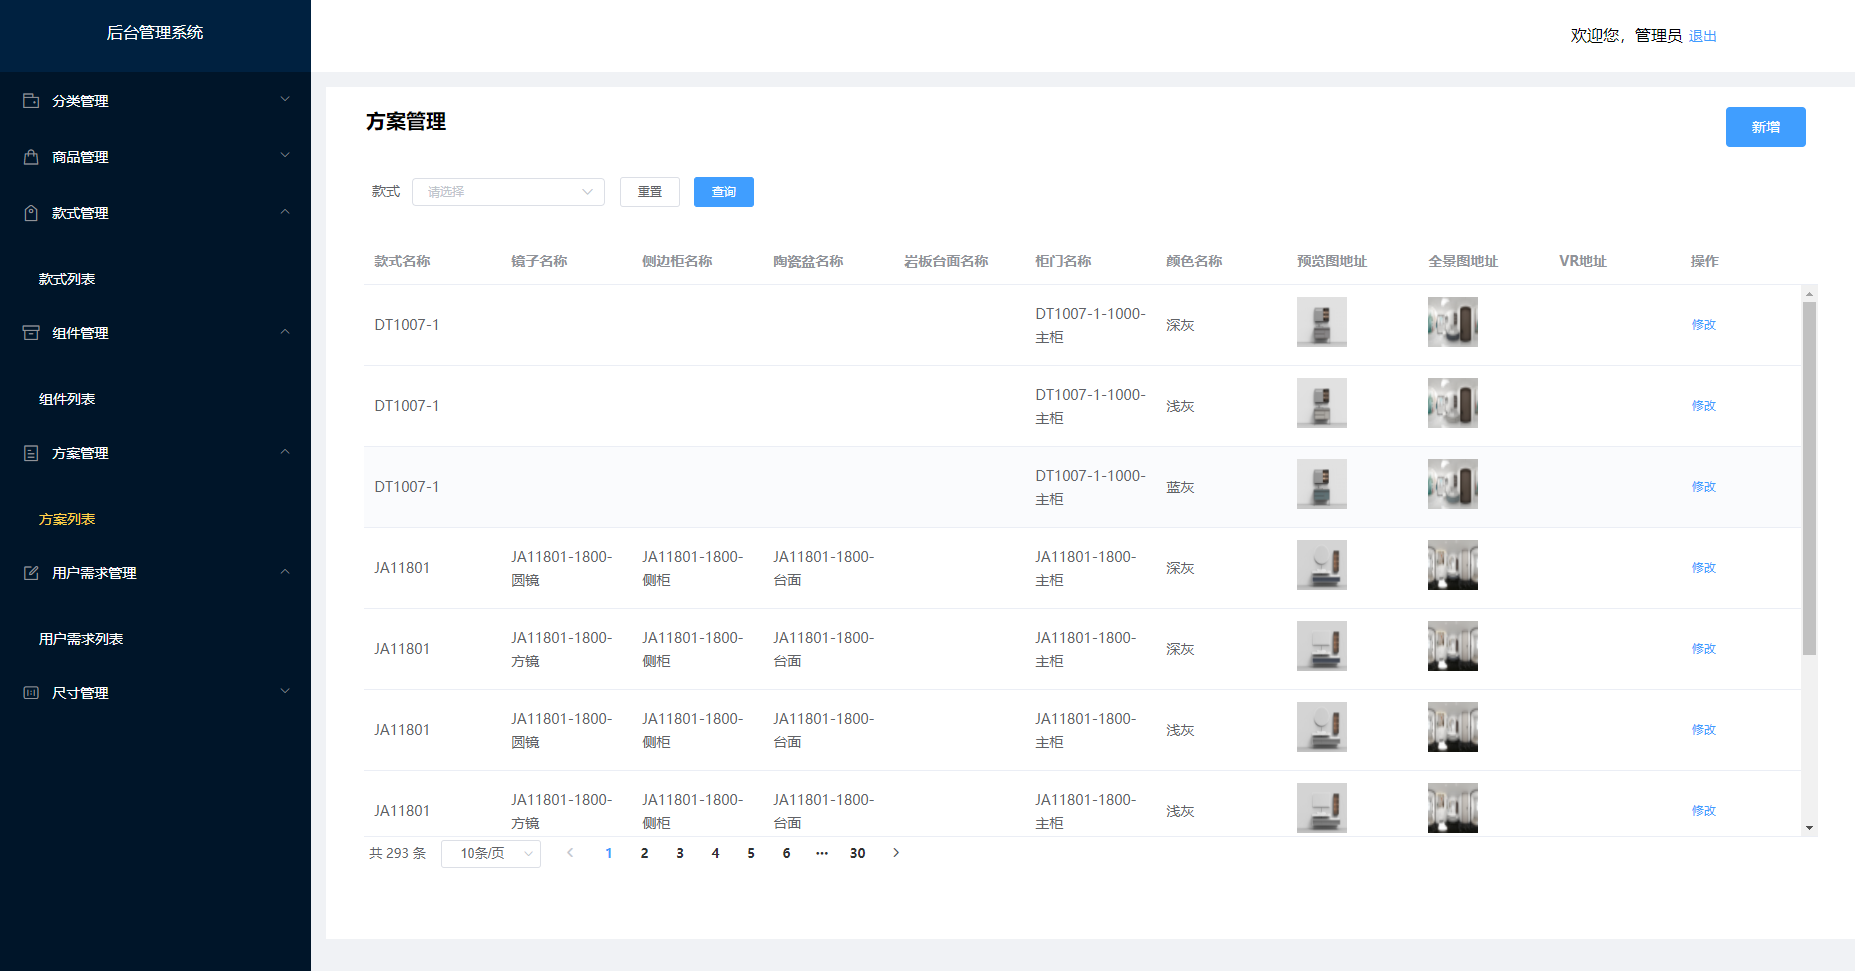 后台管理系统
欢迎您，管理员 退出
分类管理
商品管理
款式管理
款式列表
组件管理
组件列表
方案管理
方案列表
用户需求管理
用户需求列表
尺寸管理
方案管理
新增
款式 请选择 重置 查询
款式名称 镜子名称 侧边柜名称 陶瓷盆名称 岩板台面名称 柜门名称 颜色名称 预览图地址 全景图地址 VR地址 操作
DT1007-1 DT1007-1-1000-主柜 深灰 修改
DT1007-1 DT1007-1-1000-主柜 浅灰 修改
DT1007-1 DT1007-1-1000-主柜 蓝灰 修改
JA11801 JA11801-1800-圆镜 JA11801-1800-侧柜 JA11801-1800-台面 JA11801-1800-主柜 深灰 修改
JA11801 JA11801-1800-方镜 JA11801-1800-侧柜 JA11801-1800-台面 JA11801-1800-主柜 深灰 修改
JA11801 JA11801-1800-圆镜 JA11801-1800-侧柜 JA11801-1800-台面 JA11801-1800-主柜 浅灰 修改
JA11801 JA11801-1800-方镜 JA11801-1800-侧柜 JA11801-1800-台面 JA11801-1800-主柜 浅灰 修改
共 293 条 10条/页 1 2 3 4 5 6 ··· 30